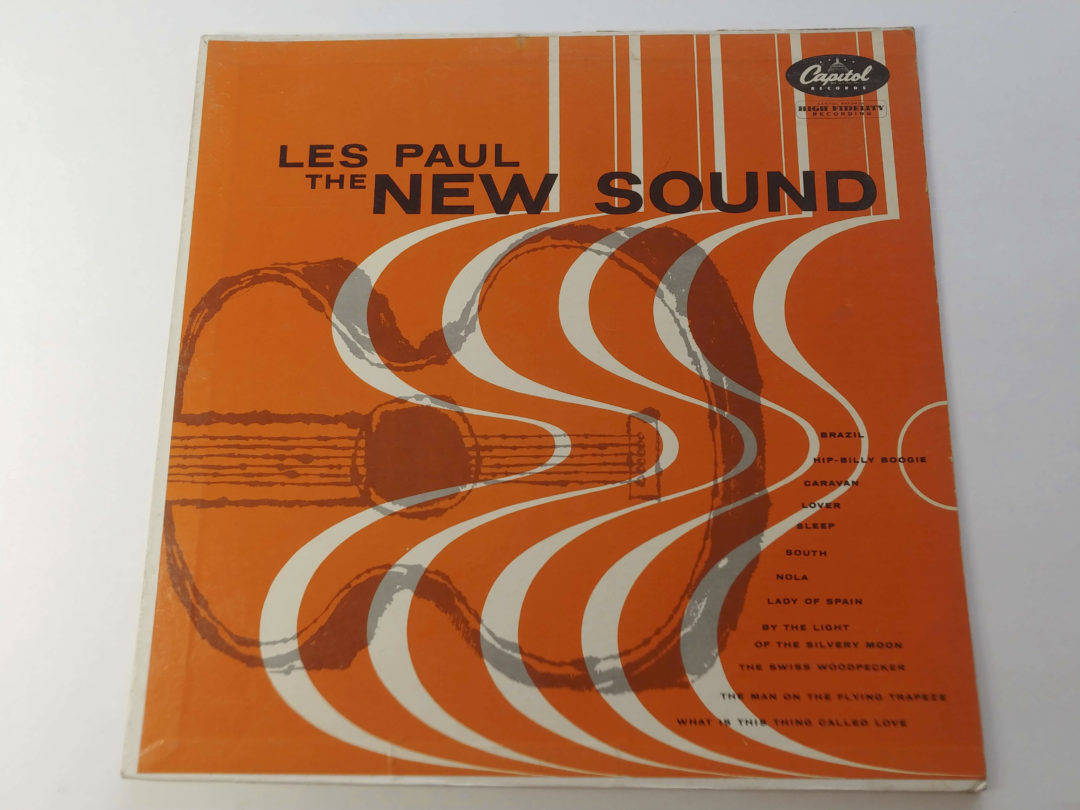 Capitol
RECORDS
CAPITOL RECORDS
HIGH FIDELITY
RECORDING
LES PAUL
THE NEW SOUND
BRAZIL
HIP-BILLY BOOGIE
CARAVAN
LOVER
SLEEP
SOUTH
NOLA
LADY OF SPAIN
BY THE LIGHT
OF THE SILVERY MOON
THE SWISS WOODPECKER
THE MAN ON THE FLYING TRAPEZE
WHAT IS THIS THING CALLED LOVE